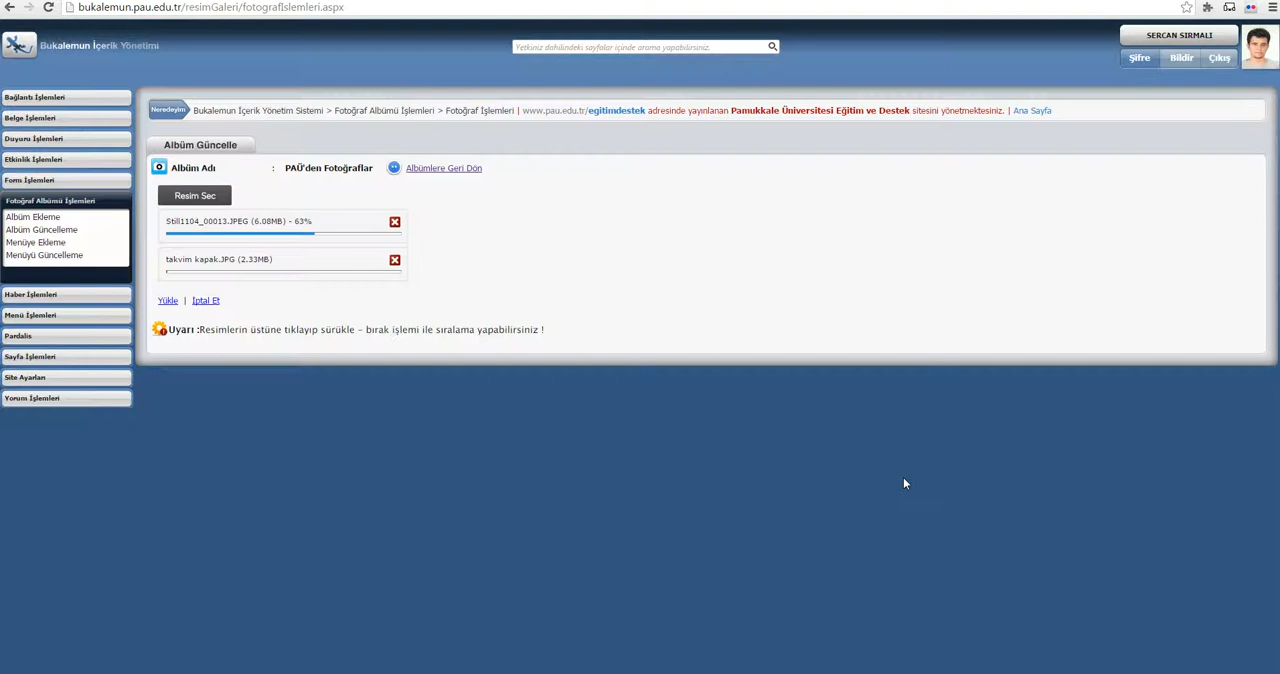 bukalemun.pau.edu.tr/resimGaleri/fotografIslemleri.aspx
Bukalemun İçerik Yönetimi
Yetkiniz dahilindeki sayfalar içinde arama yapabilirsiniz.
SERCAN SIRMALI
Şifre Bildir Çıkış
Bağlantı İşlemleri
Belge İşlemleri
Duyuru İşlemleri
Etkinlik İşlemleri
Form İşlemleri
Fotoğraf Albümü İşlemleri
Albüm Ekleme
Albüm Güncelleme
Menüye Ekleme
Menüyü Güncelleme
Haber İşlemleri
Menü İşlemleri
Pardalis
Sayfa İşlemleri
Site Ayarları
Yorum İşlemleri
Neredeyim Bukalemun İçerik Yönetim Sistemi > Fotoğraf Albümü İşlemleri > Fotoğraf İşlemleri | www.pau.edu.tr/egitimdestek adresinde yayınlanan Pamukkale Üniversitesi Eğitim ve Destek sitesini yönetmektesiniz. | Ana Sayfa
Albüm Güncelle
Albüm Adı : PAÜ'den Fotoğraflar Albümlere Geri Dön
Resim Sec
Still1104_00013.JPEG (6.08MB) - 63%
takvim kapak.JPG (2.33MB)
Yükle | İptal Et
Uyarı :Resimlerin üstüne tıklayıp sürükle - bırak işlemi ile sıralama yapabilirsiniz !